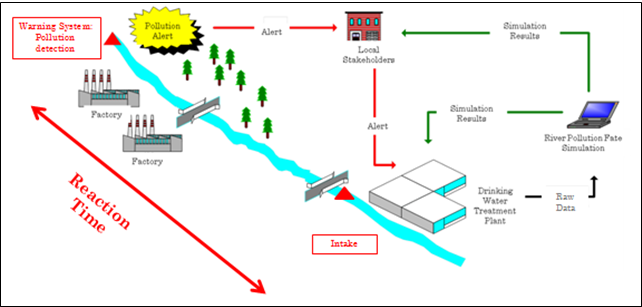 Warning System:
Pollution
detection
Pollution
Alert
Alert
Local
Stakeholders
Simulation
Results
Factory
Factory
Alert
Simulation
Results
River Pollution Fate
Simulation
Reaction
Time
Drinking
Water
Treatment
Plant
Raw
Data
Intake